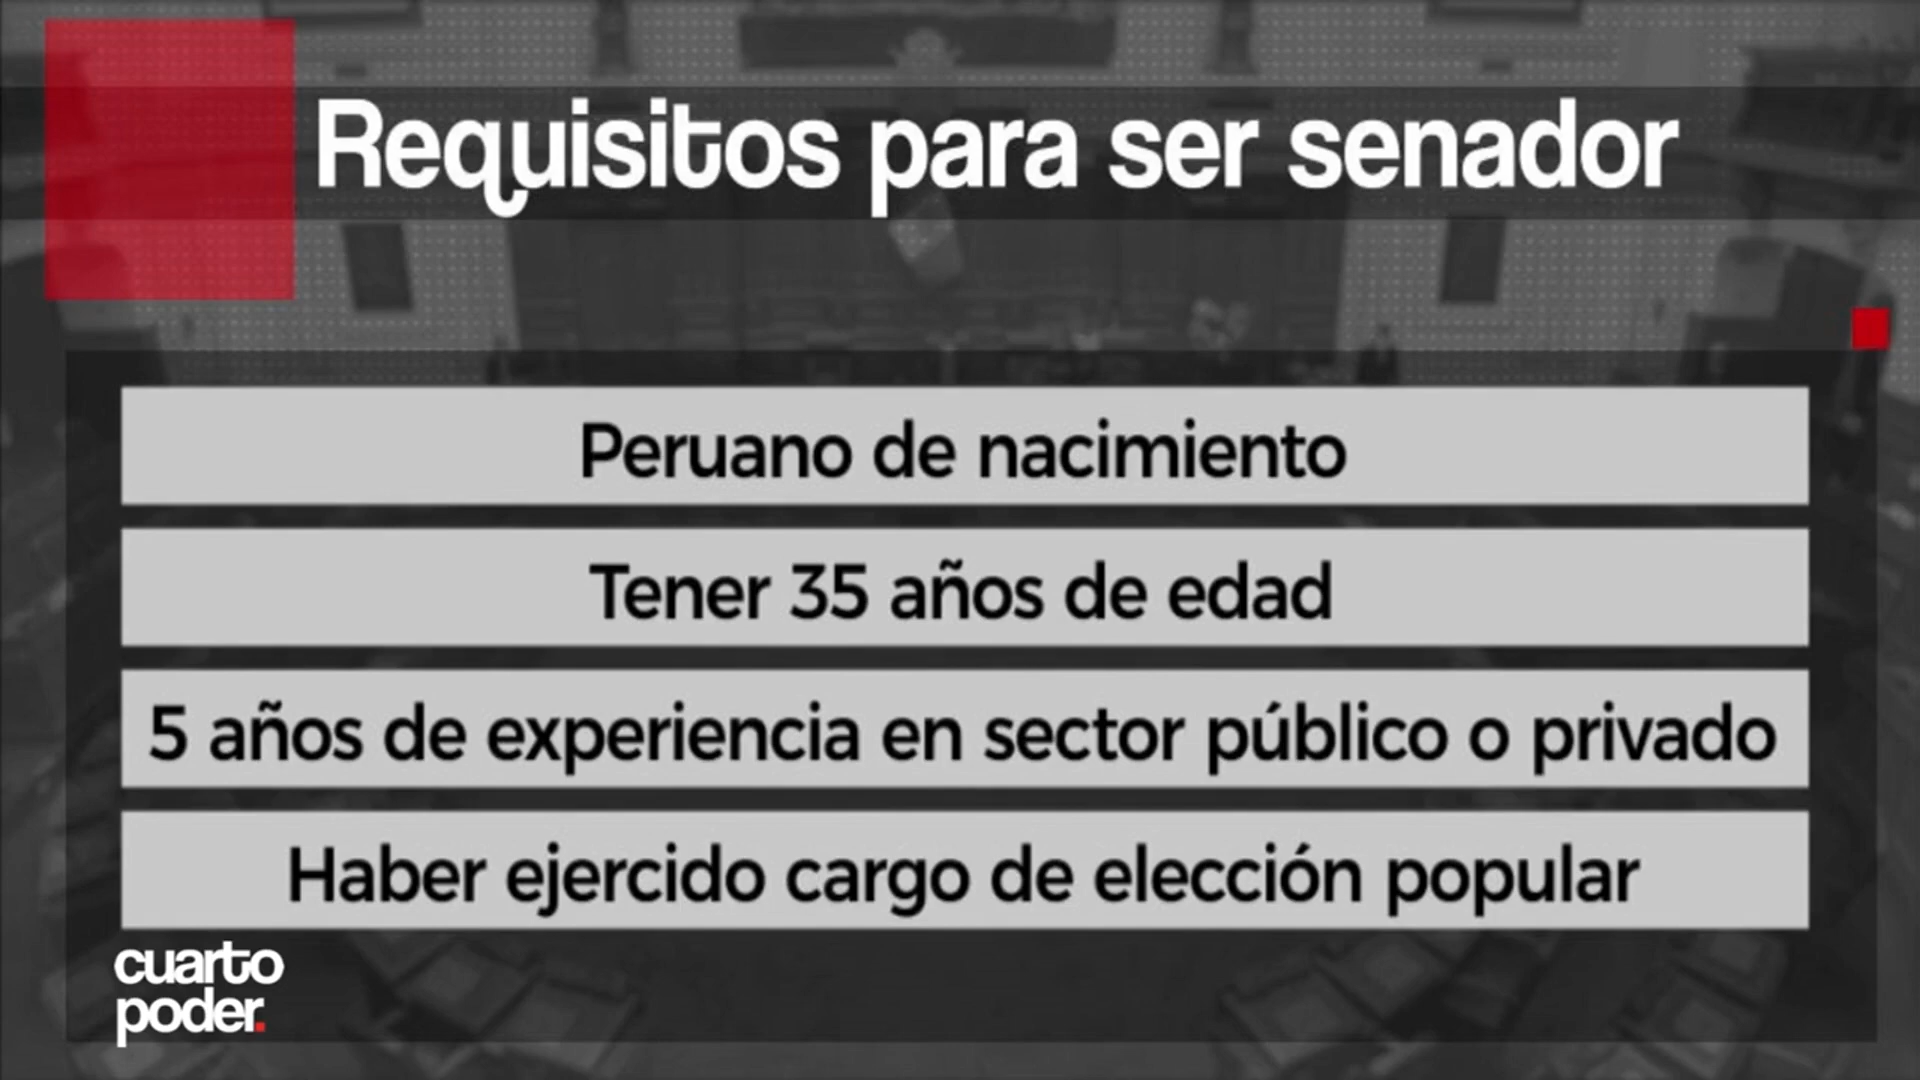 Requisitos para ser senador
Peruano de nacimiento
Tener 35 años de edad
5 años de experiencia en sector público o privado
Haber ejercido cargo de elección popular
cuarto
poder.